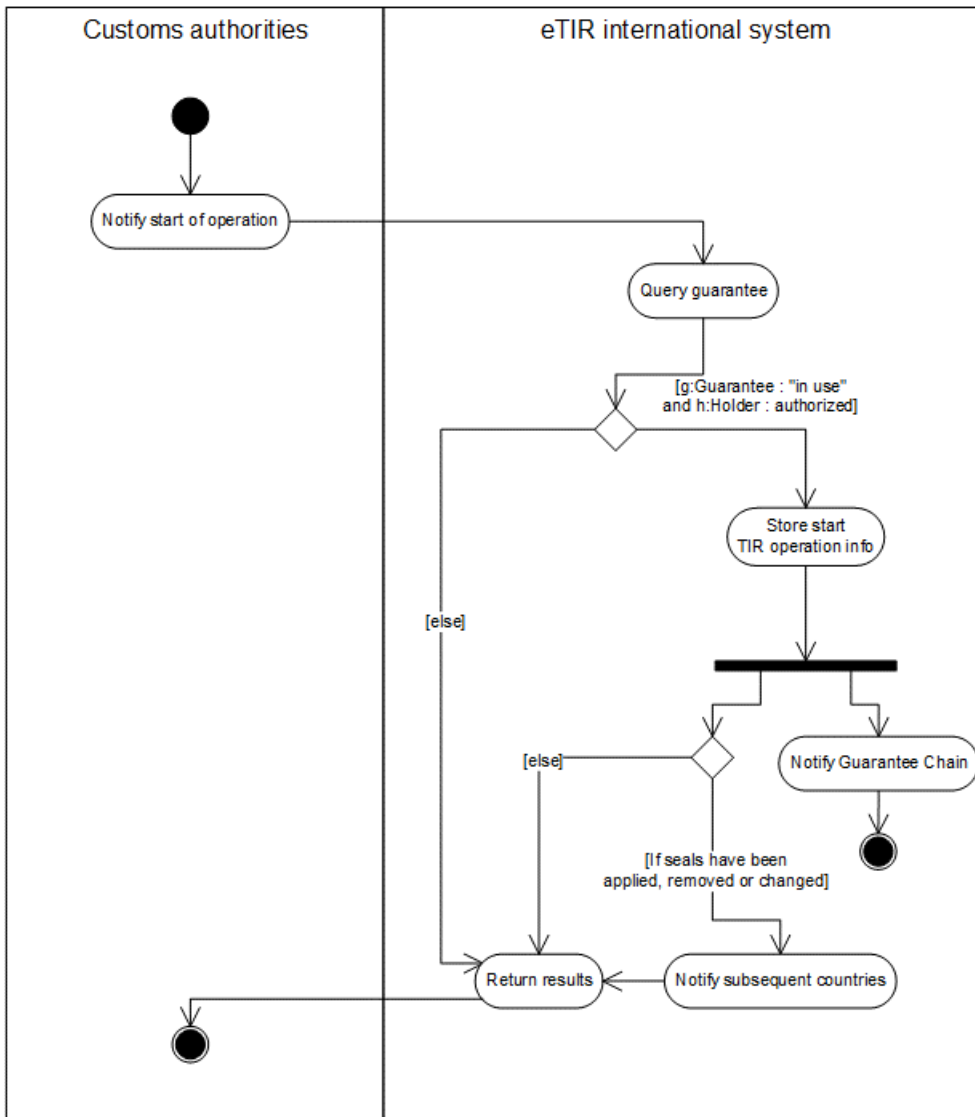 Customs authorities
eTIR international system
Notify start of operation
Query guarantee
[g:Guarantee : "in use"
and h:Holder : authorized]
Store start
TIR operation info
[else]
[else]
Notify Guarantee Chain
[If seals have been
applied, removed or changed]
Return results
Notify subsequent countries